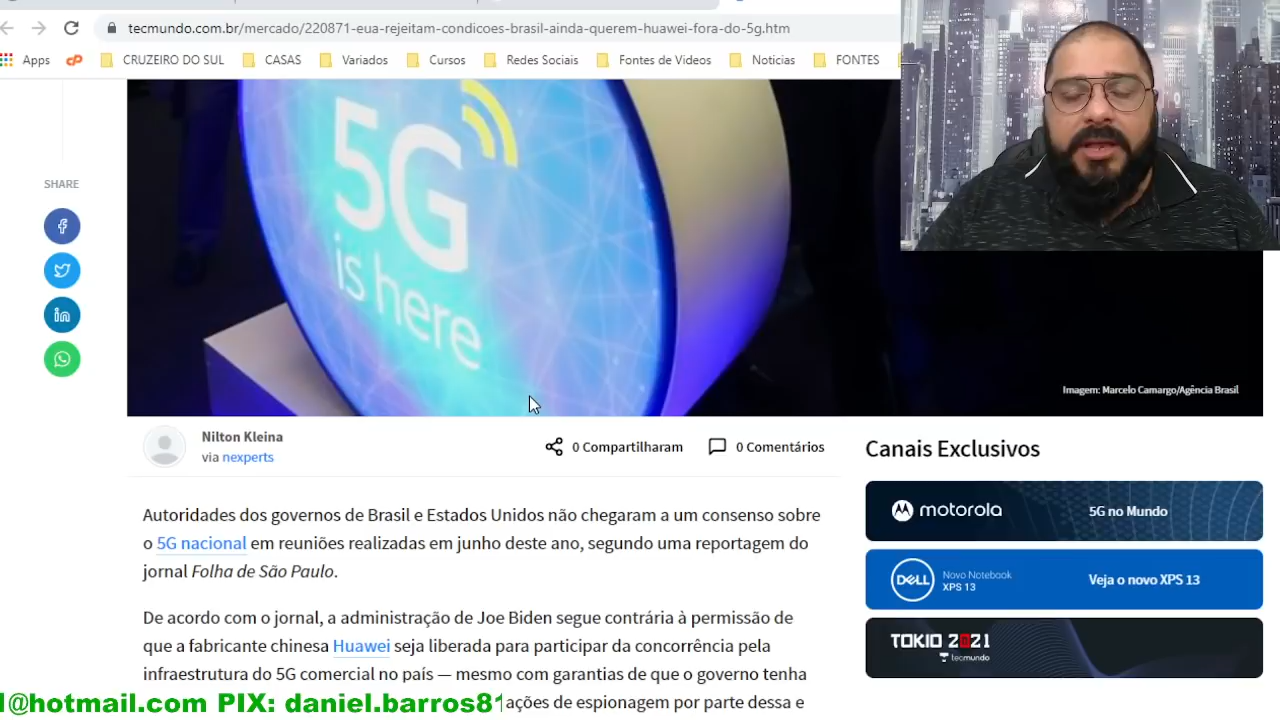 tecmundo.com.br/mercado/220871-eua-rejeitam-condicoes-brasil-ainda-querem-huawei-fora-do-5g.htm
Apps CRUZEIRO DO SUL CASAS Variados Cursos Redes Sociais Fontes de Videos Noticias FONTES
5G
is here
SHARE
Imagem: Marcelo Camargo/Agência Brasil
Nilton Kleina
via nexperts
0 Compartilharam 0 Comentários
Autoridades dos governos de Brasil e Estados Unidos não chegaram a um consenso sobre
o 5G nacional em reuniões realizadas em junho deste ano, segundo uma reportagem do
jornal Folha de São Paulo.
De acordo com o jornal, a administração de Joe Biden segue contrária à permissão de
que a fabricante chinesa Huawei seja liberada para participar da concorrência pela
infraestrutura do 5G comercial no país — mesmo com garantias de que o governo tenha
ações de espionagem por parte dessa e
Canais Exclusivos
motorola 5G no Mundo
DELL Novo Notebook XPS 13 Veja o novo XPS 13
TOKIO 2021
tecmundo
@hotmail.com PIX: daniel.barros81